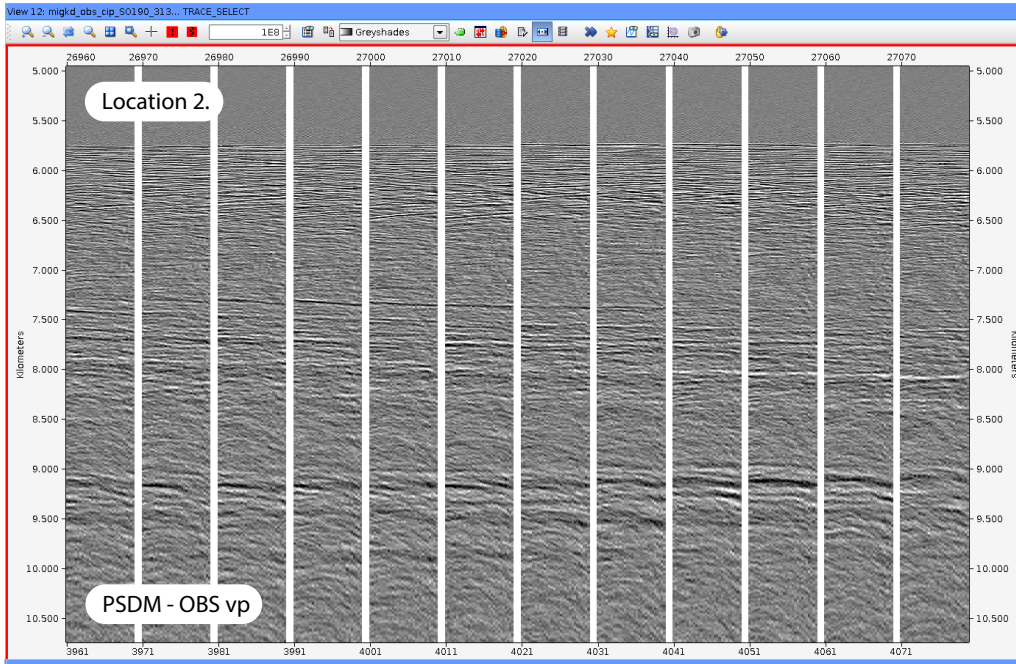 View 12: migkd_obs_cip_SO190_313... TRACE_SELECT
1E8 Greyshades
26960 26970 26980 26990 27000 27010 27020 27030 27040 27050 27060 27070
Location 2.
5.000 5.000
5.500 5.500
6.000 6.000
6.500 6.500
7.000 7.000
7.500 7.500
Kilometers Kilometers
8.000 8.000
8.500 8.500
9.000 9.000
9.500 9.500
10.000 10.000
PSDM - OBS vp
10.500 10.500
3961 3971 3981 3991 4001 4011 4021 4031 4041 4051 4061 4071